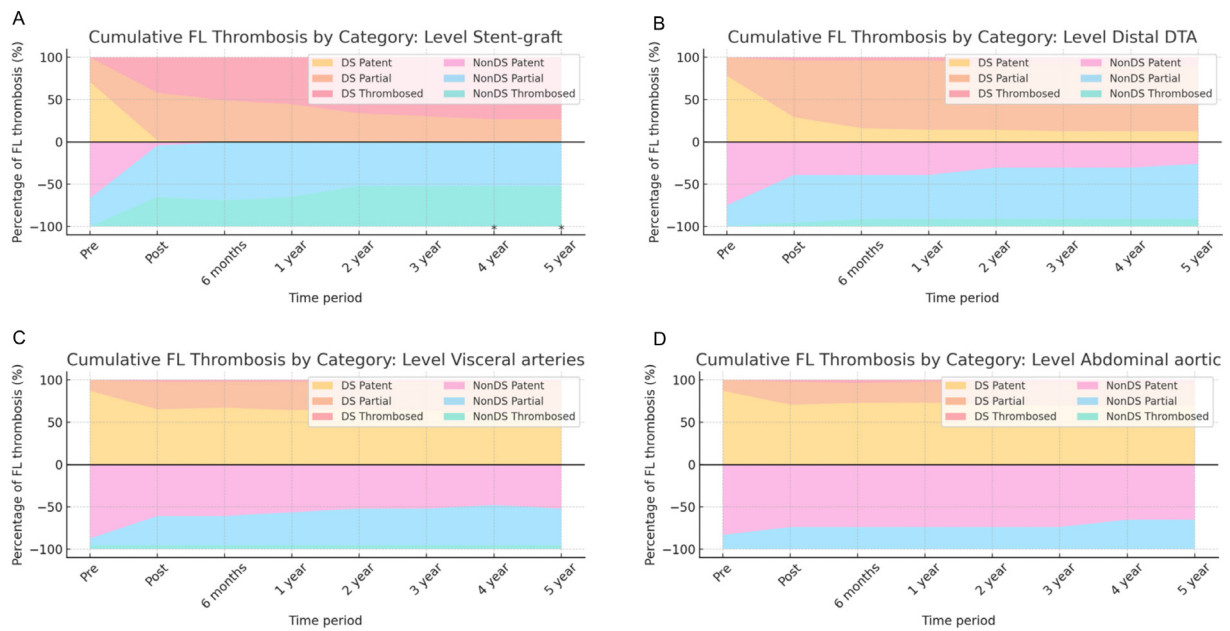 A
Cumulative FL Thrombosis by Category: Level Stent-graft
Percentage of FL thrombosis (%)
100
50
0
−50
−100
DS Patent
DS Partial
DS Thrombosed
NonDS Patent
NonDS Partial
NonDS Thrombosed
* *
Pre Post 6 months 1 year 2 year 3 year 4 year 5 year
Time period
B
Cumulative FL Thrombosis by Category: Level Distal DTA
Percentage of FL thrombosis (%)
100
50
0
−50
−100
DS Patent
DS Partial
DS Thrombosed
NonDS Patent
NonDS Partial
NonDS Thrombosed
Pre Post 6 months 1 year 2 year 3 year 4 year 5 year
Time period
C
Cumulative FL Thrombosis by Category: Level Visceral arteries
Percentage of FL thrombosis (%)
100
50
0
−50
−100
DS Patent
DS Partial
DS Thrombosed
NonDS Patent
NonDS Partial
NonDS Thrombosed
Pre Post 6 months 1 year 2 year 3 year 4 year 5 year
Time period
D
Cumulative FL Thrombosis by Category: Level Abdominal aortic
Percentage of FL thrombosis (%)
100
50
0
−50
−100
DS Patent
DS Partial
DS Thrombosed
NonDS Patent
NonDS Partial
NonDS Thrombosed
Pre Post 6 months 1 year 2 year 3 year 4 year 5 year
Time period